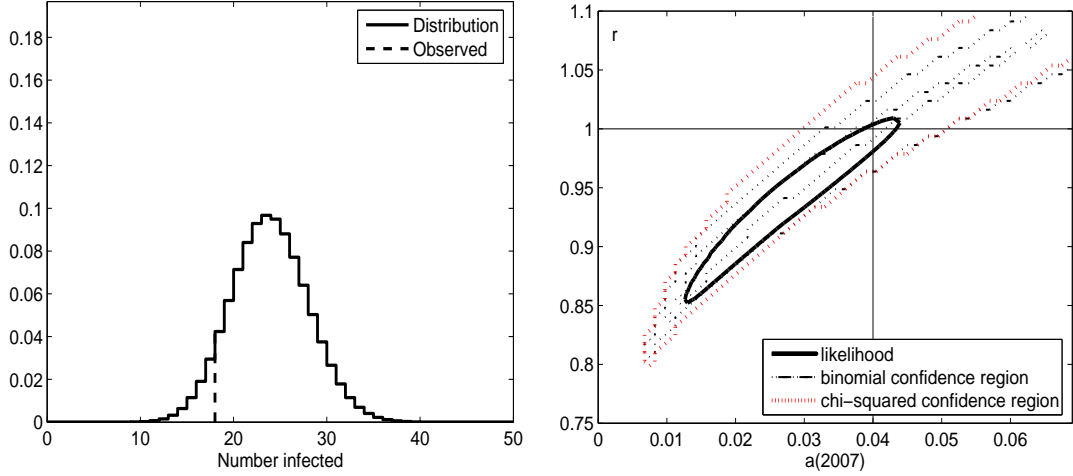 0.18
0.16
0.14
0.12
0.1
0.08
0.06
0.04
0.02
0
0 10 20 30 40 50
Number infected
Distribution
Observed
r
1.05
1
0.95
0.9
0.85
0.8
0.75
0 0.01 0.02 0.03 0.04 0.05 0.06
a(2007)
likelihood
binomial confidence region
chi-squared confidence region